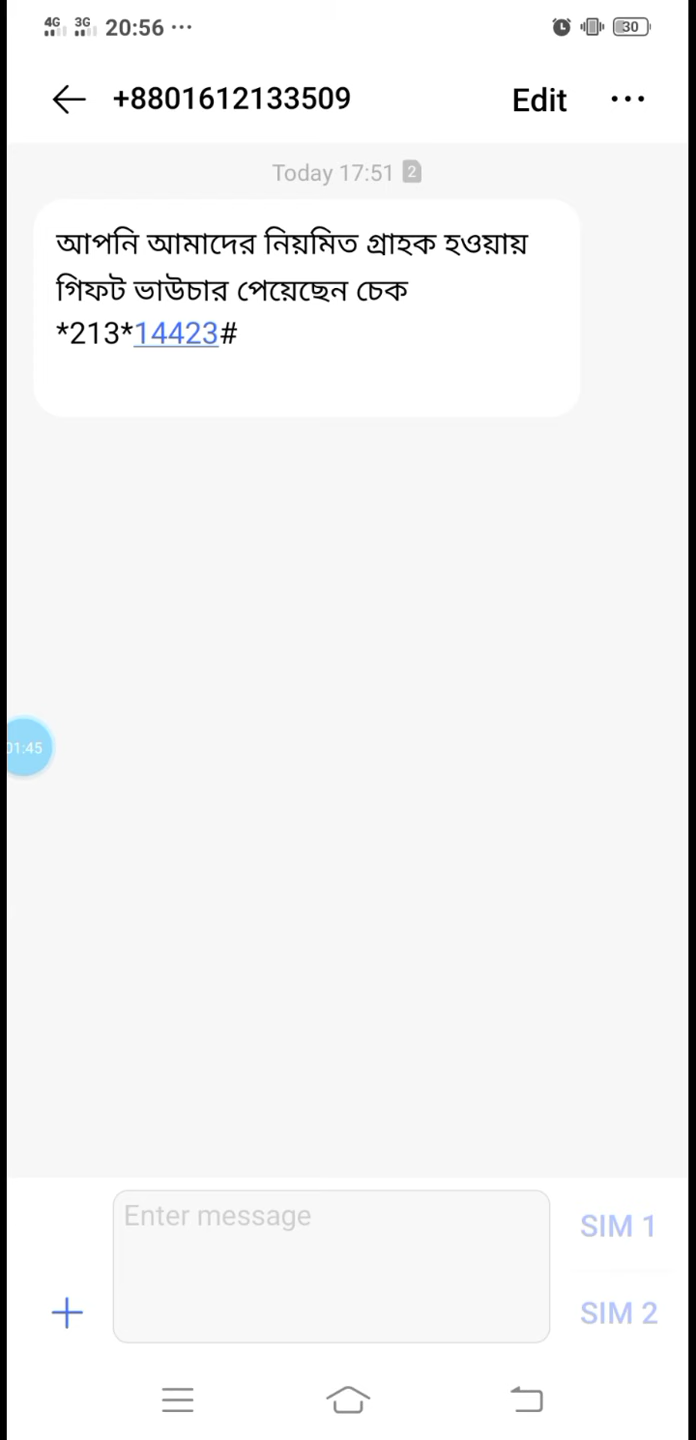 4G 3G 20:56 ...
30
+8801612133509 Edit ...
Today 17:51 2
আপনি আমাদের নিয়মিত গ্রাহক হওয়ায়
গিফট ভাউচার পেয়েছেন চেক
*213*14423#
01:45
Enter message
SIM 1
SIM 2